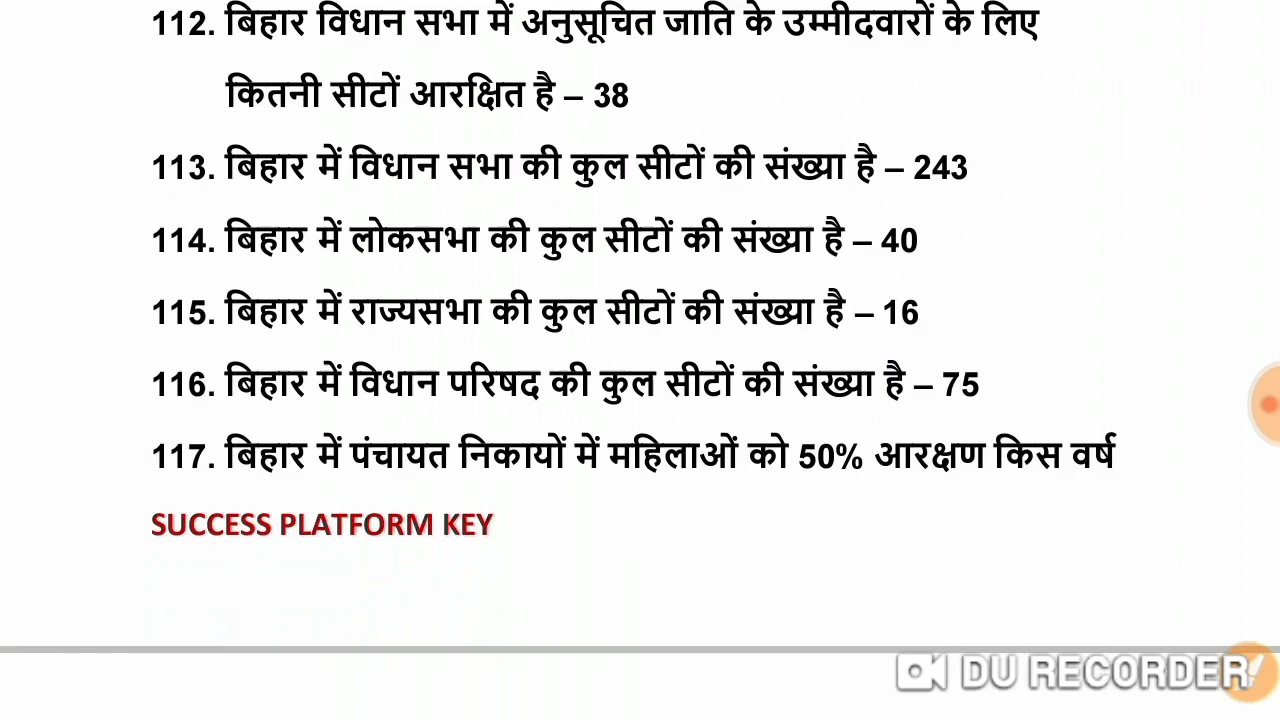 112. बिहार विधान सभा में अनुसूचित जाति के उम्मीदवारों के लिए
कितनी सीटों आरक्षित है – 38
113. बिहार में विधान सभा की कुल सीटों की संख्या है – 243
114. बिहार में लोकसभा की कुल सीटों की संख्या है – 40
115. बिहार में राज्यसभा की कुल सीटों की संख्या है – 16
116. बिहार में विधान परिषद की कुल सीटों की संख्या है – 75
117. बिहार में पंचायत निकायों में महिलाओं को 50% आरक्षण किस वर्ष
SUCCESS PLATFORM KEY
DU RECORDER